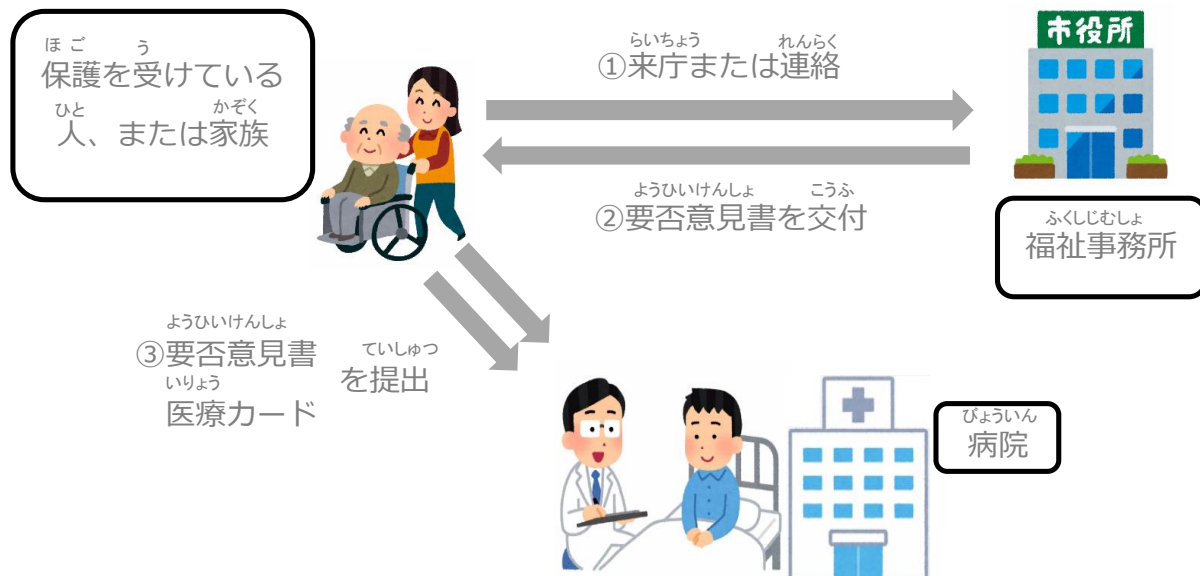 ほご う
保護を受けている
ひと かぞく
人、または家族
らいちょう れんらく
①来庁または連絡
市役所
ようひいけんしょ こうふ
②要否意見書を交付
ふくしじむしょ
福祉事務所
ようひいけんしょ
③要否意見書
いりょう
医療カード
ていしゅつ
を提出
びょういん
病院